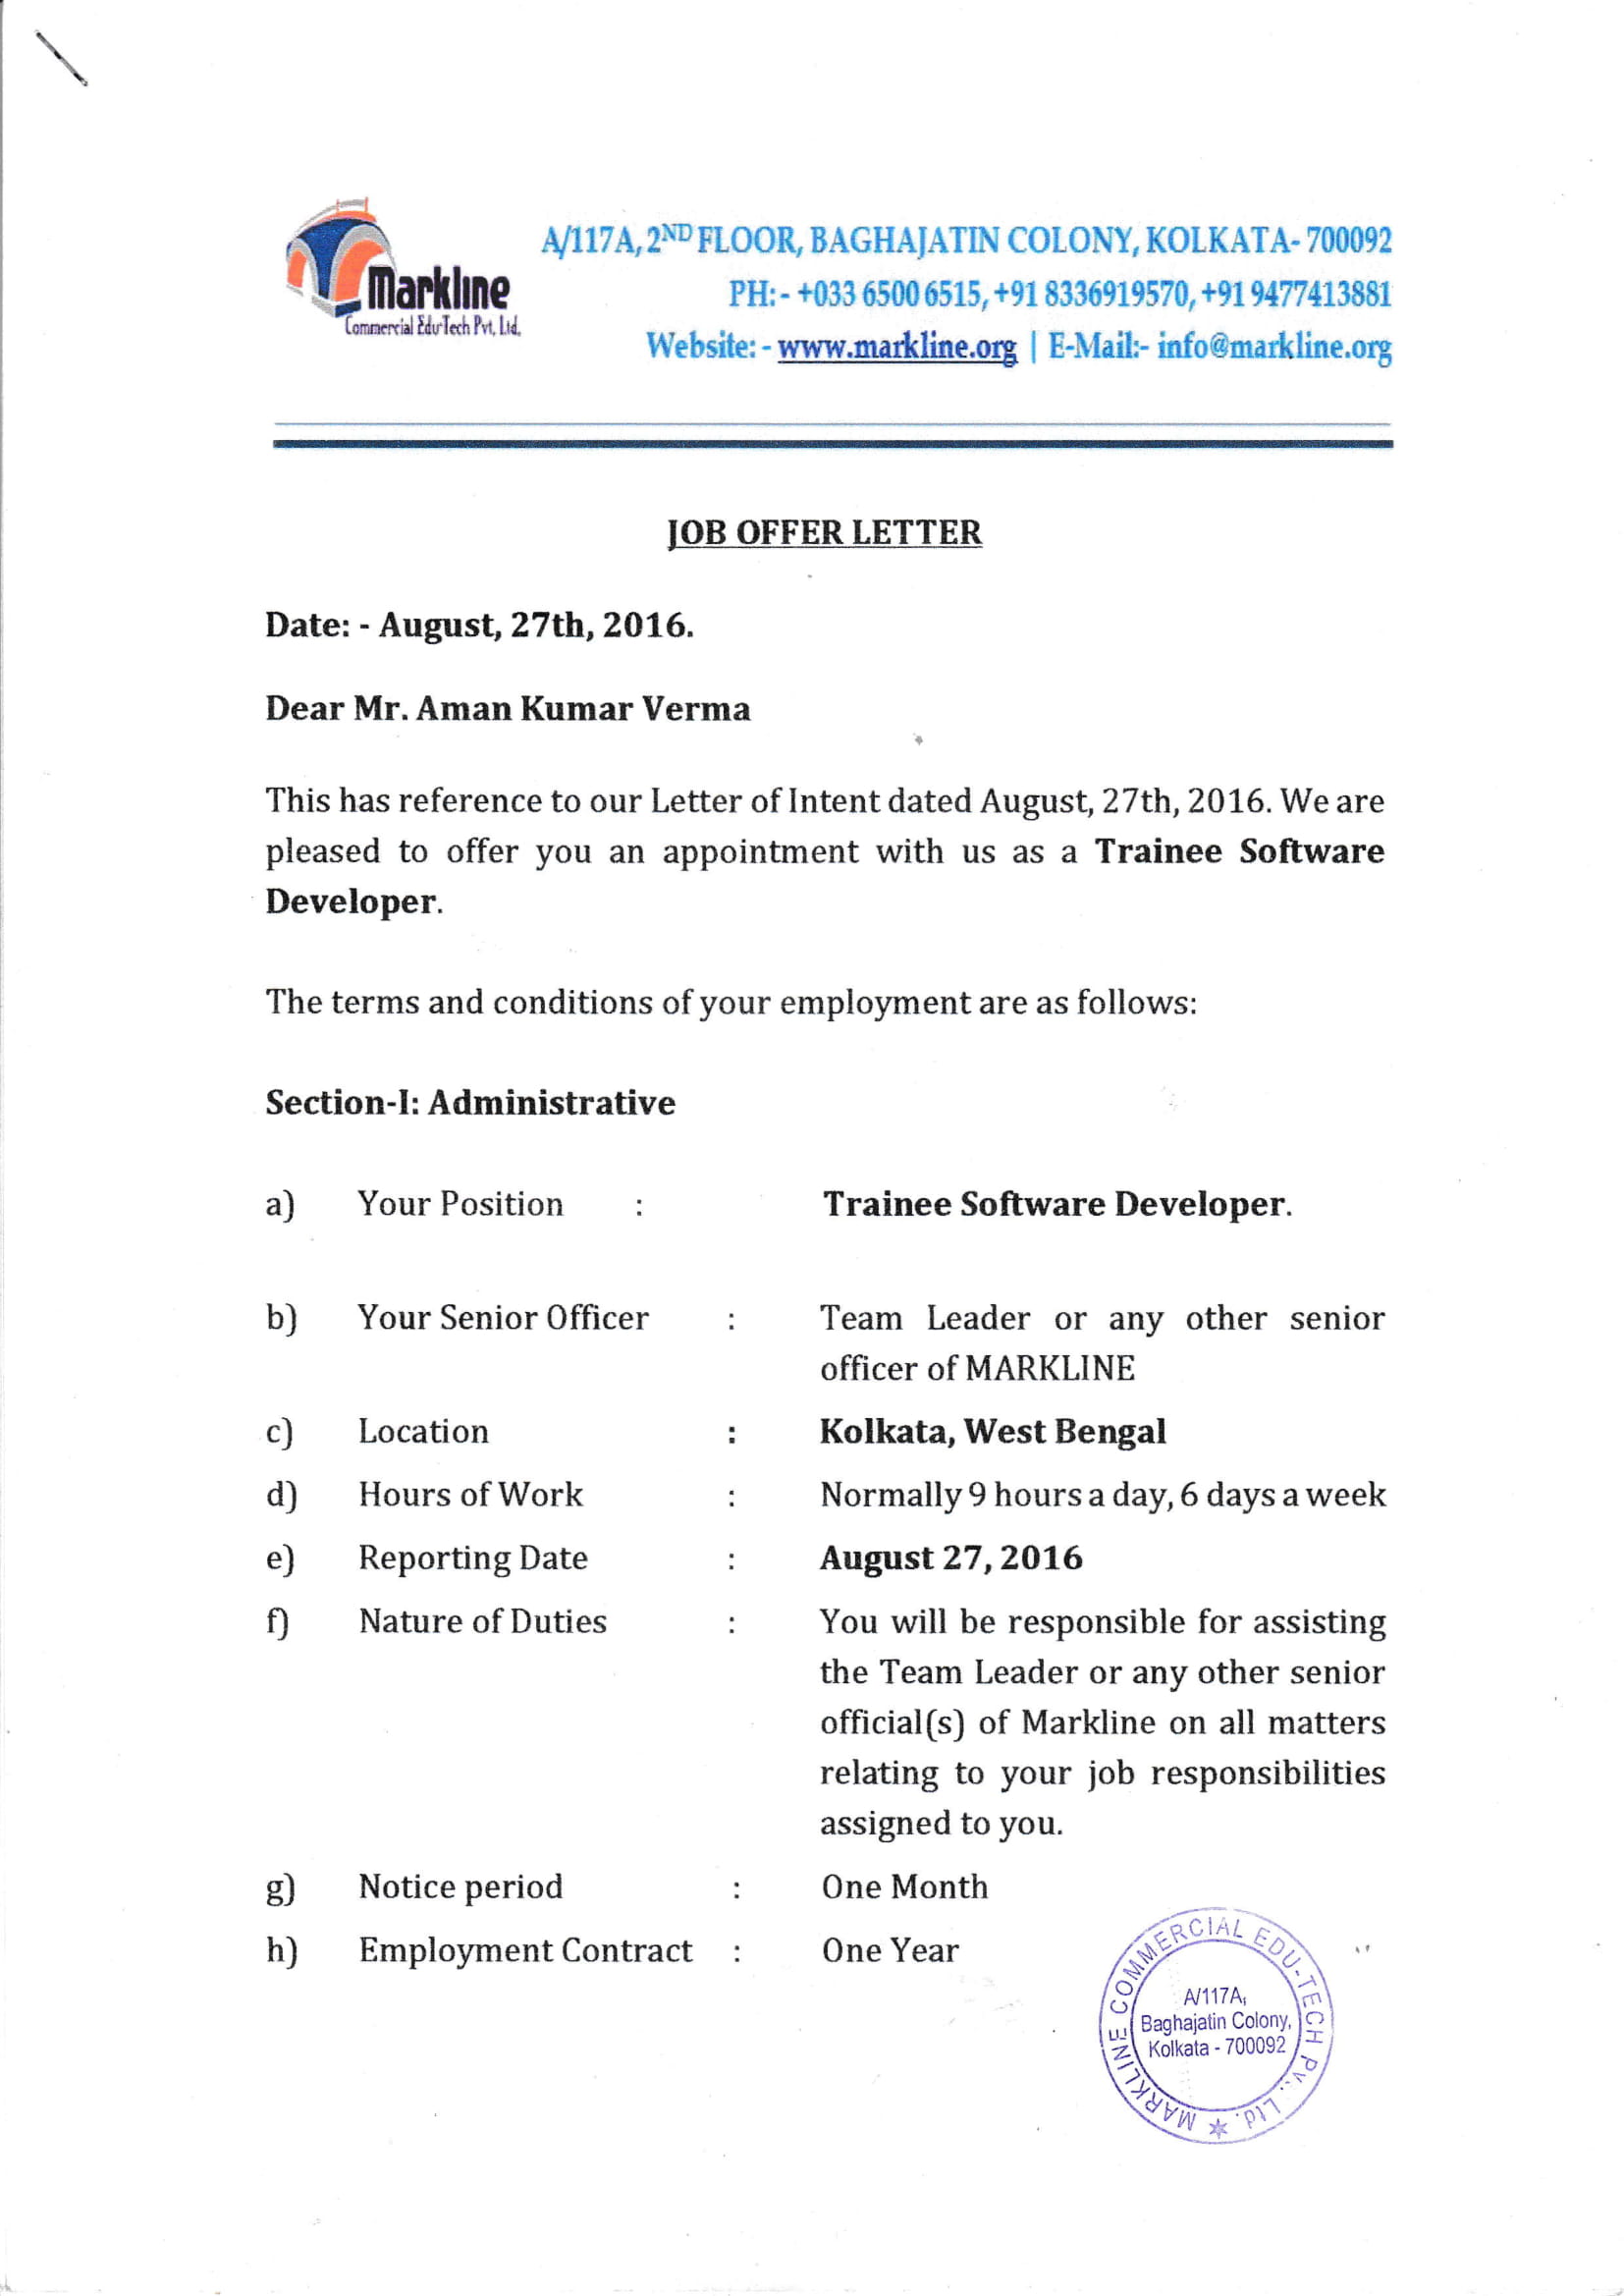 Markline
Commercial Edu-Tech Pvt. Ltd.
A/117A, 2ND FLOOR, BAGHAJATIN COLONY, KOLKATA- 700092
PH: - +033 6500 6515, +91 8336919570, +91 9477413881
Website: - www.markline.org | E-Mail:- info@markline.org
JOB OFFER LETTER
Date: - August, 27th, 2016.
Dear Mr. Aman Kumar Verma
This has reference to our Letter of Intent dated August, 27th, 2016. We are
pleased to offer you an appointment with us as a Trainee Software
Developer.
The terms and conditions of your employment are as follows:
Section-I: Administrative
a) Your Position : Trainee Software Developer.
b) Your Senior Officer : Team Leader or any other senior
officer of MARKLINE
c) Location : Kolkata, West Bengal
d) Hours of Work : Normally 9 hours a day, 6 days a week
e) Reporting Date : August 27, 2016
f) Nature of Duties : You will be responsible for assisting
the Team Leader or any other senior
official(s) of Markline on all matters
relating to your job responsibilities
assigned to you.
g) Notice period : One Month
h) Employment Contract : One Year
MARKLINE COMMERCIAL EDU-TECH Pv. Ltd.
A/117A,
Baghajatin Colony,
Kolkata - 700092